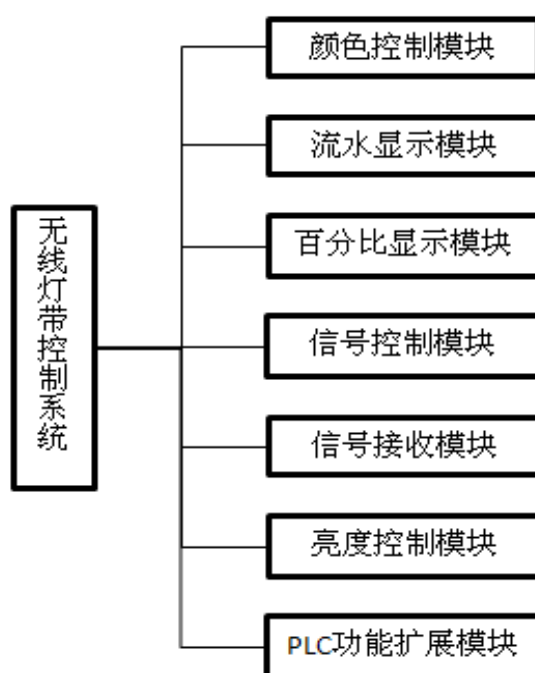 无线灯带控制系统
颜色控制模块
流水显示模块
百分比显示模块
信号控制模块
信号接收模块
亮度控制模块
PLC功能扩展模块